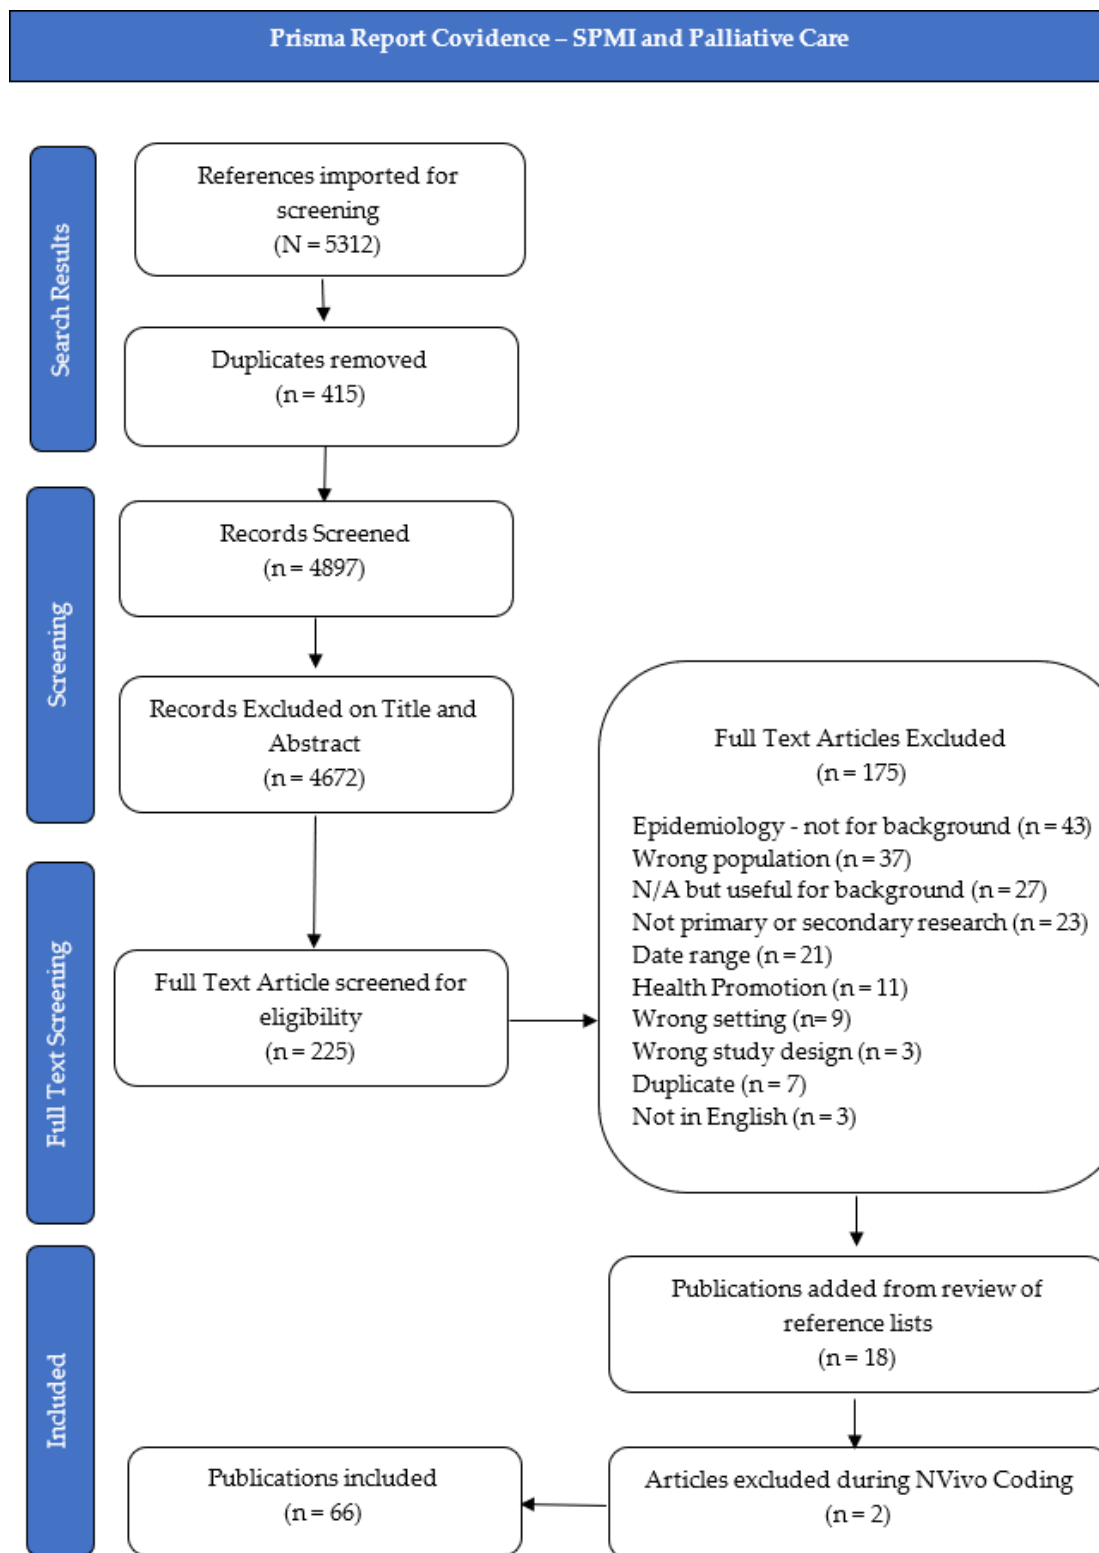 Prisma Report Covidence – SPMI and Palliative Care
Search Results
References imported for
screening
(N = 5312)
Duplicates removed
(n = 415)
Screening
Records Screened
(n = 4897)
Records Excluded on Title and
Abstract
(n = 4672)
Full Text Screening
Full Text Article screened for
eligibility
(n = 225)
Full Text Articles Excluded
(n = 175)
Epidemiology - not for background (n = 43)
Wrong population (n = 37)
N/A but useful for background (n = 27)
Not primary or secondary research (n = 23)
Date range (n = 21)
Health Promotion (n = 11)
Wrong setting (n= 9)
Wrong study design (n = 3)
Duplicate (n = 7)
Not in English (n = 3)
Included
Publications added from review of
reference lists
(n = 18)
Articles excluded during NVivo Coding
(n = 2)
Publications included
(n = 66)